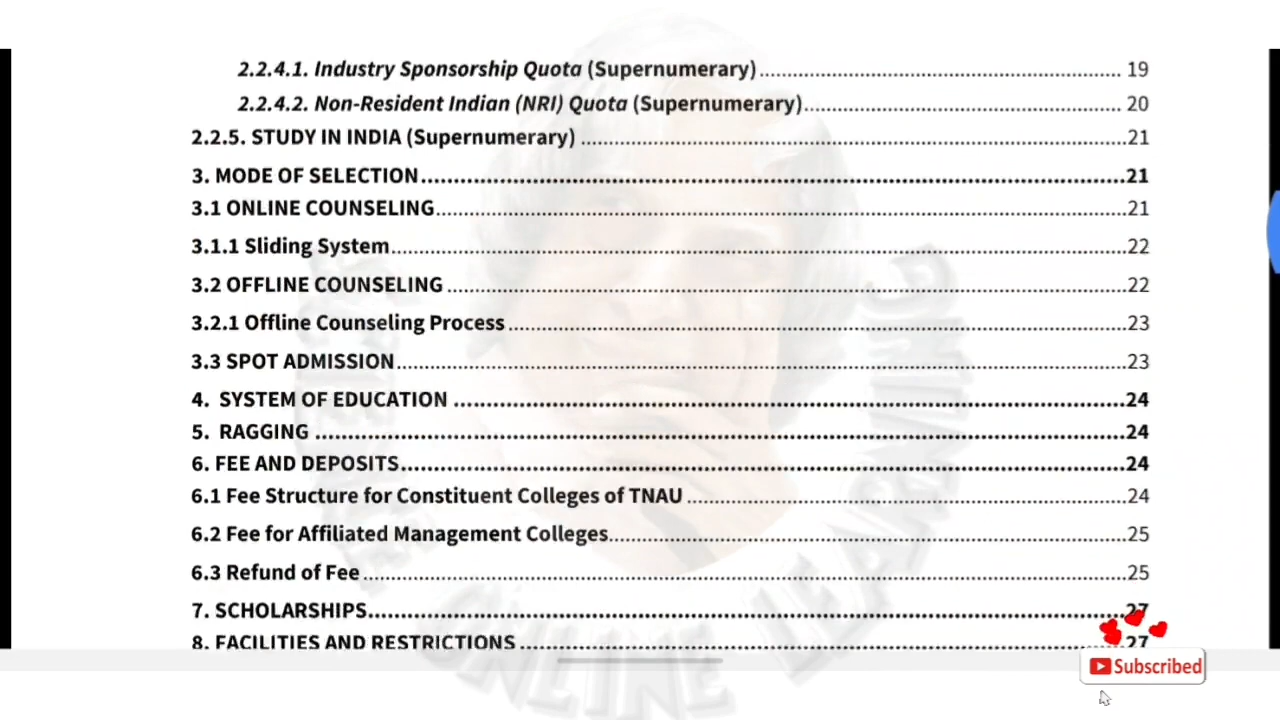 2.2.4.1. Industry Sponsorship Quota (Supernumerary) 19
2.2.4.2. Non-Resident Indian (NRI) Quota (Supernumerary) 20
2.2.5. STUDY IN INDIA (Supernumerary) 21
3. MODE OF SELECTION 21
3.1 ONLINE COUNSELING 21
3.1.1 Sliding System 22
3.2 OFFLINE COUNSELING 22
3.2.1 Offline Counseling Process 23
3.3 SPOT ADMISSION 23
4. SYSTEM OF EDUCATION 24
5. RAGGING 24
6. FEE AND DEPOSITS 24
6.1 Fee Structure for Constituent Colleges of TNAU 24
6.2 Fee for Affiliated Management Colleges 25
6.3 Refund of Fee 25
7. SCHOLARSHIPS 27
8. FACILITIES AND RESTRICTIONS 27
Subscribed
ONLINE LEARNING